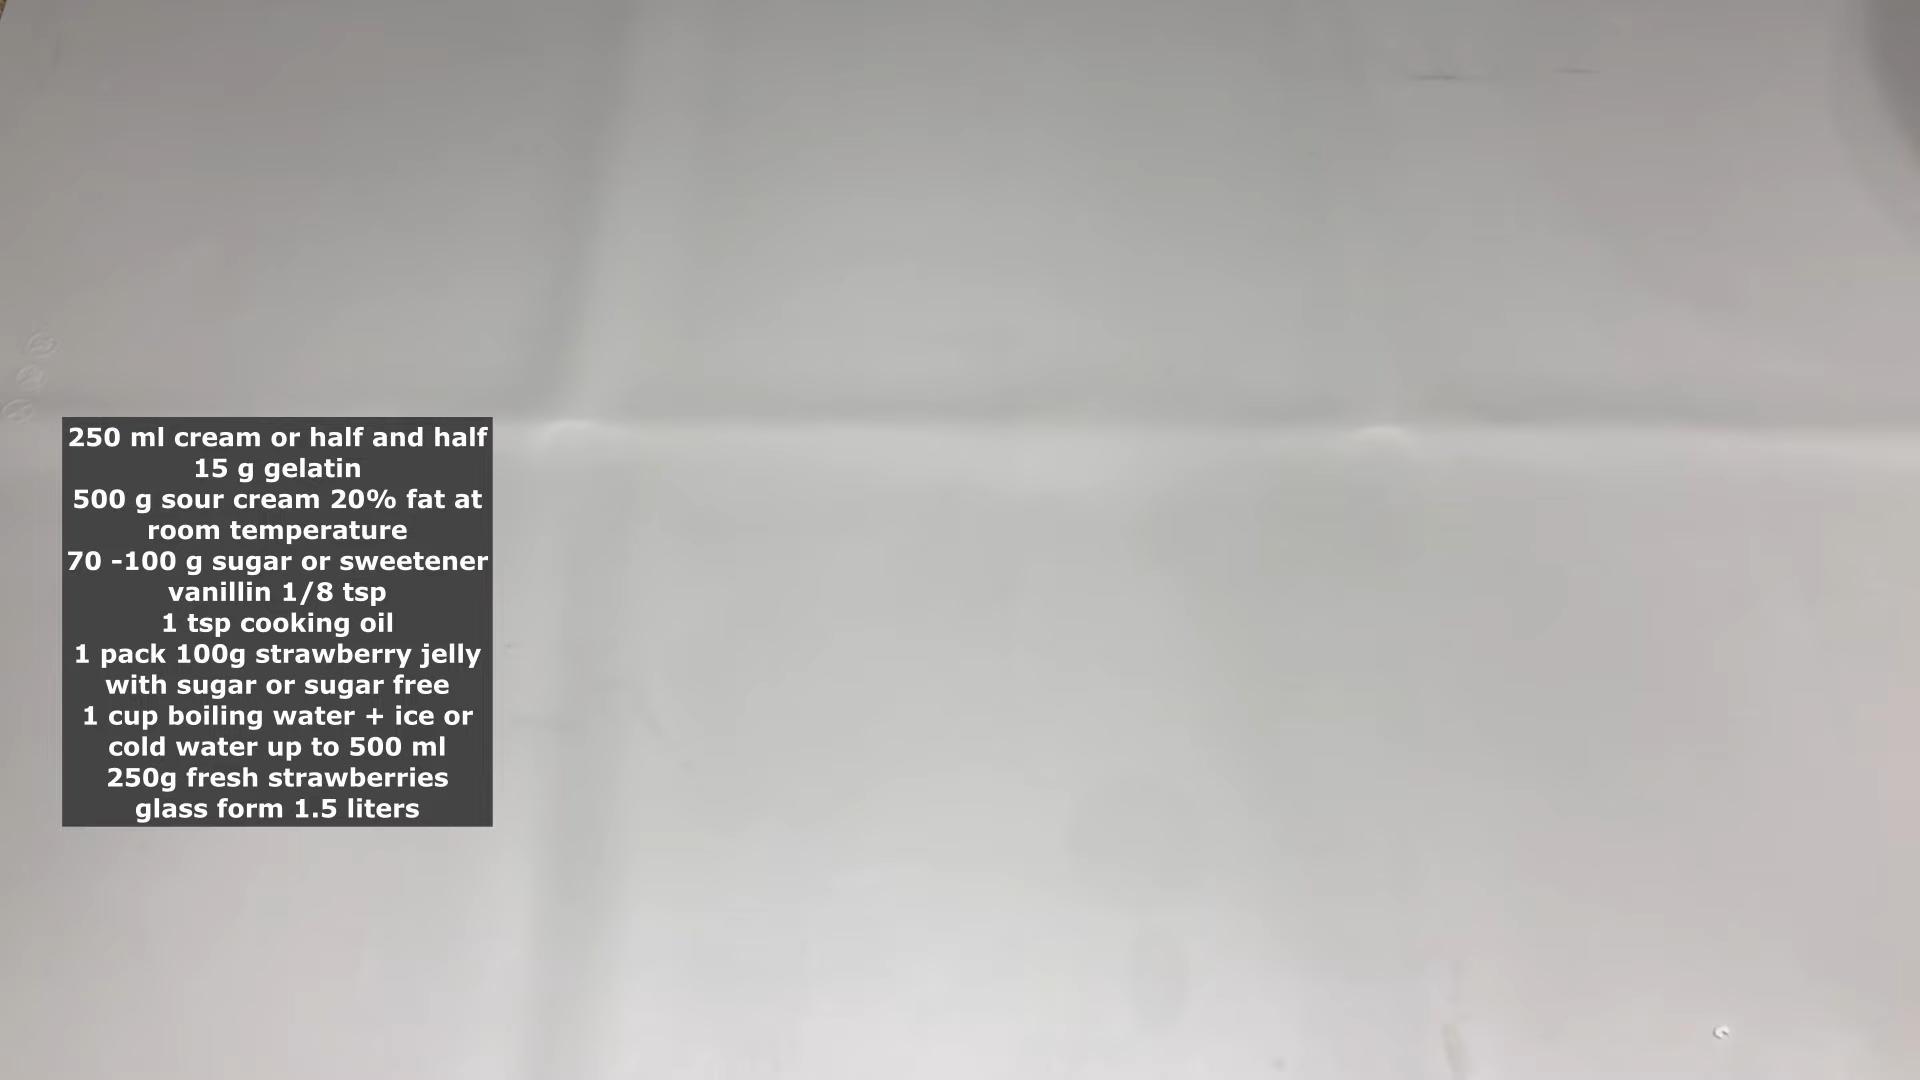 250 ml cream or half and half
15 g gelatin
500 g sour cream 20% fat at
room temperature
70 -100 g sugar or sweetener
vanillin 1/8 tsp
1 tsp cooking oil
1 pack 100g strawberry jelly
with sugar or sugar free
1 cup boiling water + ice or
cold water up to 500 ml
250g fresh strawberries
glass form 1.5 liters